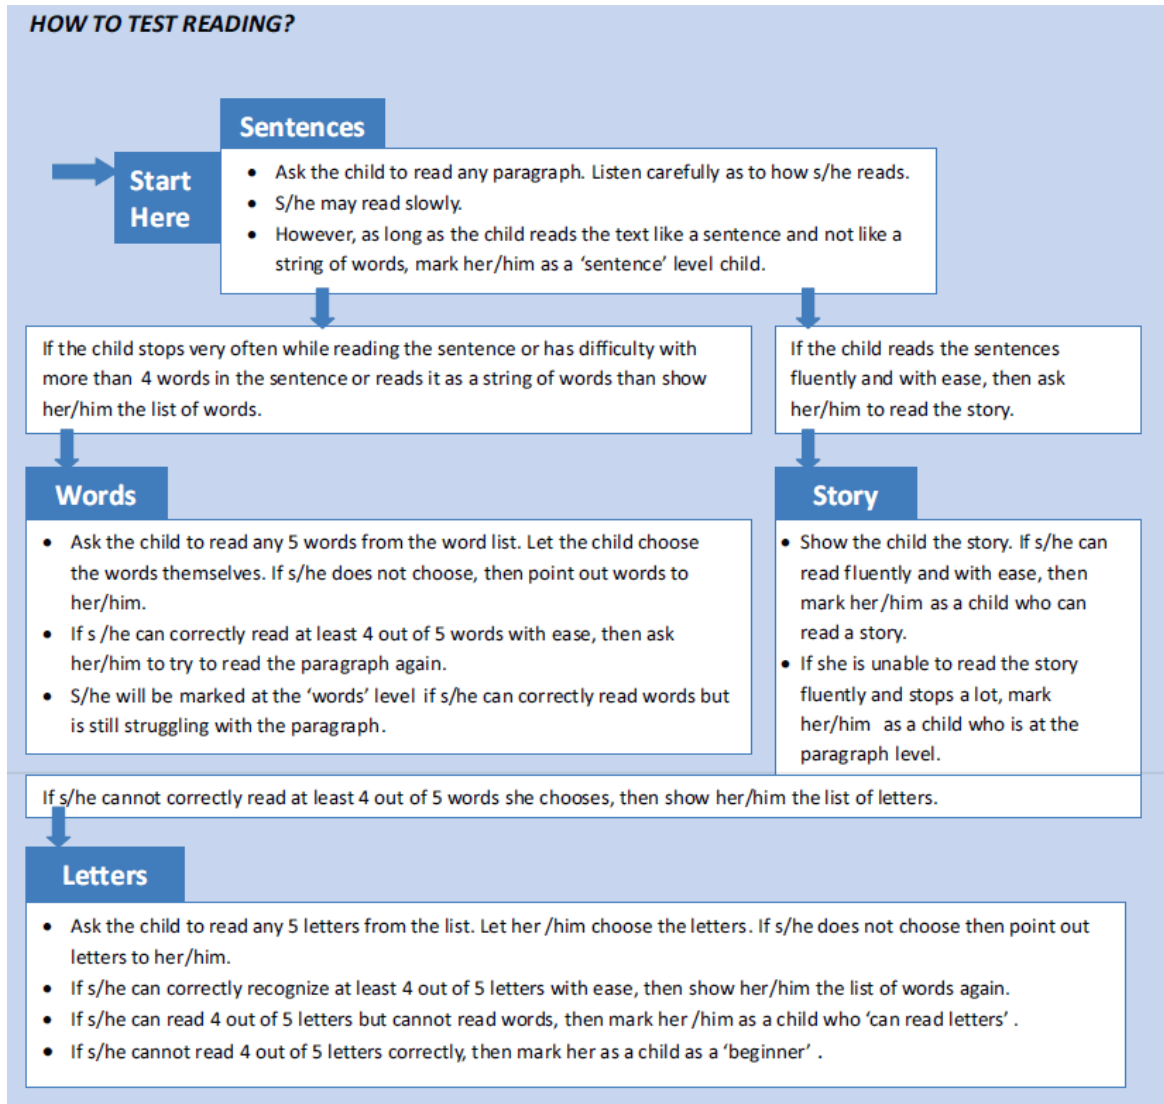 HOW TO TEST READING?
Sentences
Start
Here
• Ask the child to read any paragraph. Listen carefully as to how s/he reads.
• S/he may read slowly.
• However, as long as the child reads the text like a sentence and not like a
string of words, mark her/him as a ‘sentence’ level child.
If the child stops very often while reading the sentence or has difficulty with
more than 4 words in the sentence or reads it as a string of words than show
her/him the list of words.
If the child reads the sentences
fluently and with ease, then ask
her/him to read the story.
Words
• Ask the child to read any 5 words from the word list. Let the child choose
the words themselves. If s/he does not choose, then point out words to
her/him.
• If s /he can correctly read at least 4 out of 5 words with ease, then ask
her/him to try to read the paragraph again.
• S/he will be marked at the ‘words’ level if s/he can correctly read words but
is still struggling with the paragraph.
Story
• Show the child the story. If s/he can
read fluently and with ease, then
mark her/him as a child who can
read a story.
• If she is unable to read the story
fluently and stops a lot, mark
her/him as a child who is at the
paragraph level.
If s/he cannot correctly read at least 4 out of 5 words she chooses, then show her/him the list of letters.
Letters
• Ask the child to read any 5 letters from the list. Let her /him choose the letters. If s/he does not choose then point out
letters to her/him.
• If s/he can correctly recognize at least 4 out of 5 letters with ease, then show her/him the list of words again.
• If s/he can read 4 out of 5 letters but cannot read words, then mark her /him as a child who ‘can read letters’ .
• If s/he cannot read 4 out of 5 letters correctly, then mark her as a child as a ‘beginner’ .